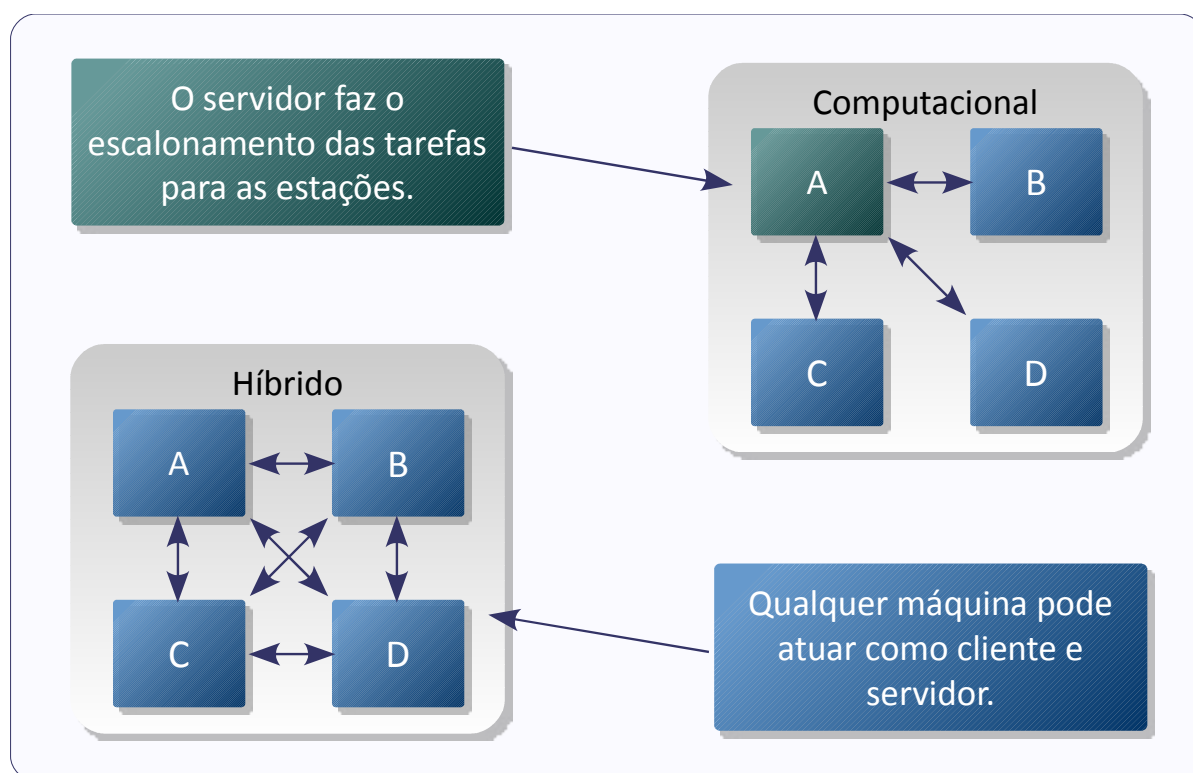 O servidor faz o
escalonamento das tarefas
para as estações.
Computacional
A
B
C
D
Híbrido
A
B
C
D
Qualquer máquina pode
atuar como cliente e
servidor.